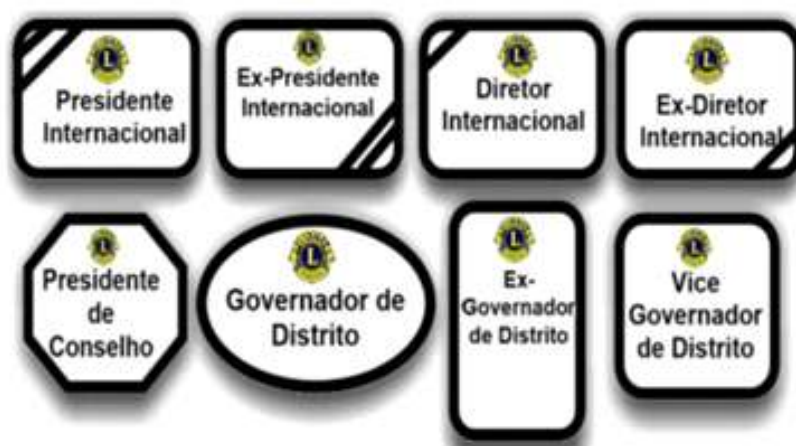 Presidente
Internacional
Ex-Presidente
Internacional
Diretor
Internacional
Ex-Diretor
Internacional
Presidente
de
Conselho
Governador de
Distrito
Ex-
Governador
de Distrito
Vice
Governador
de Distrito